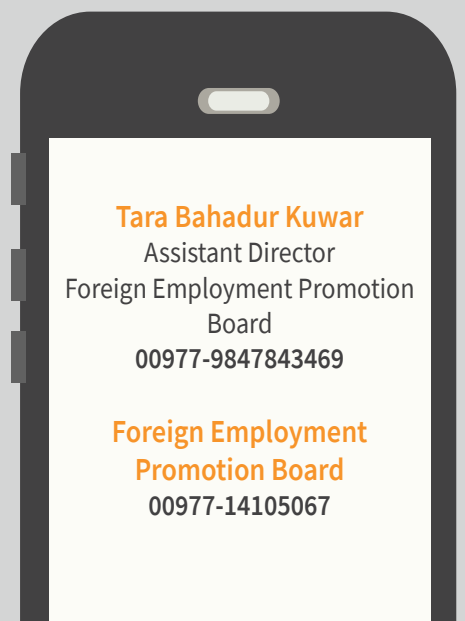 Tara Bahadur Kuwar
Assistant Director
Foreign Employment Promotion
Board
00977-9847843469
Foreign Employment
Promotion Board
00977-14105067